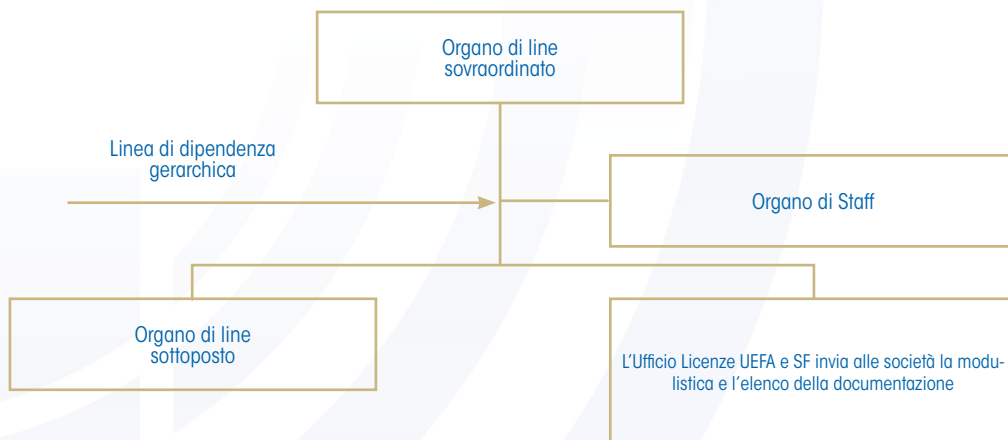 Organo di line
sovraordinato
Linea di dipendenza
gerarchica
Organo di Staff
Organo di line
sottoposto
L'Ufficio Licenze UEFA e SF invia alle società la modu-
listica e l'elenco della documentazione